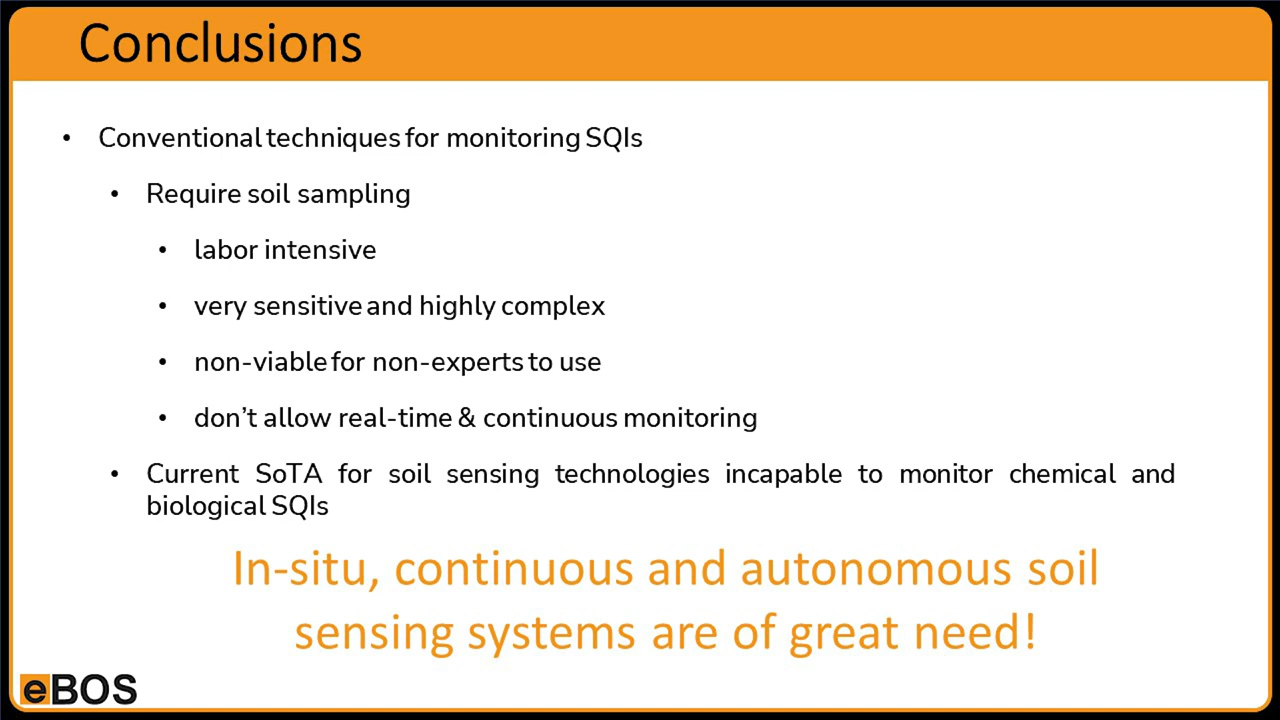 Conclusions
• Conventional techniques for monitoring SQIs
• Require soil sampling
• labor intensive
• very sensitive and highly complex
• non-viable for non-experts to use
• don’t allow real-time & continuous monitoring
• Current SoTA for soil sensing technologies incapable to monitor chemical and
biological SQIs
In-situ, continuous and autonomous soil
sensing systems are of great need!
eBOS